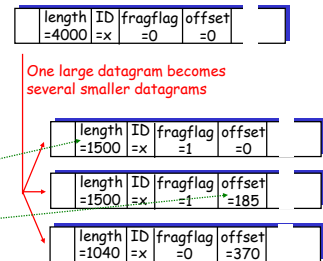 length ID fragflag offset
=4000 =x =0 =0
One large datagram becomes
several smaller datagrams
length ID fragflag offset
=1500 =x =1 =0
length ID fragflag offset
=1500 =x =1 =185
length ID fragflag offset
=1040 =x =0 =370